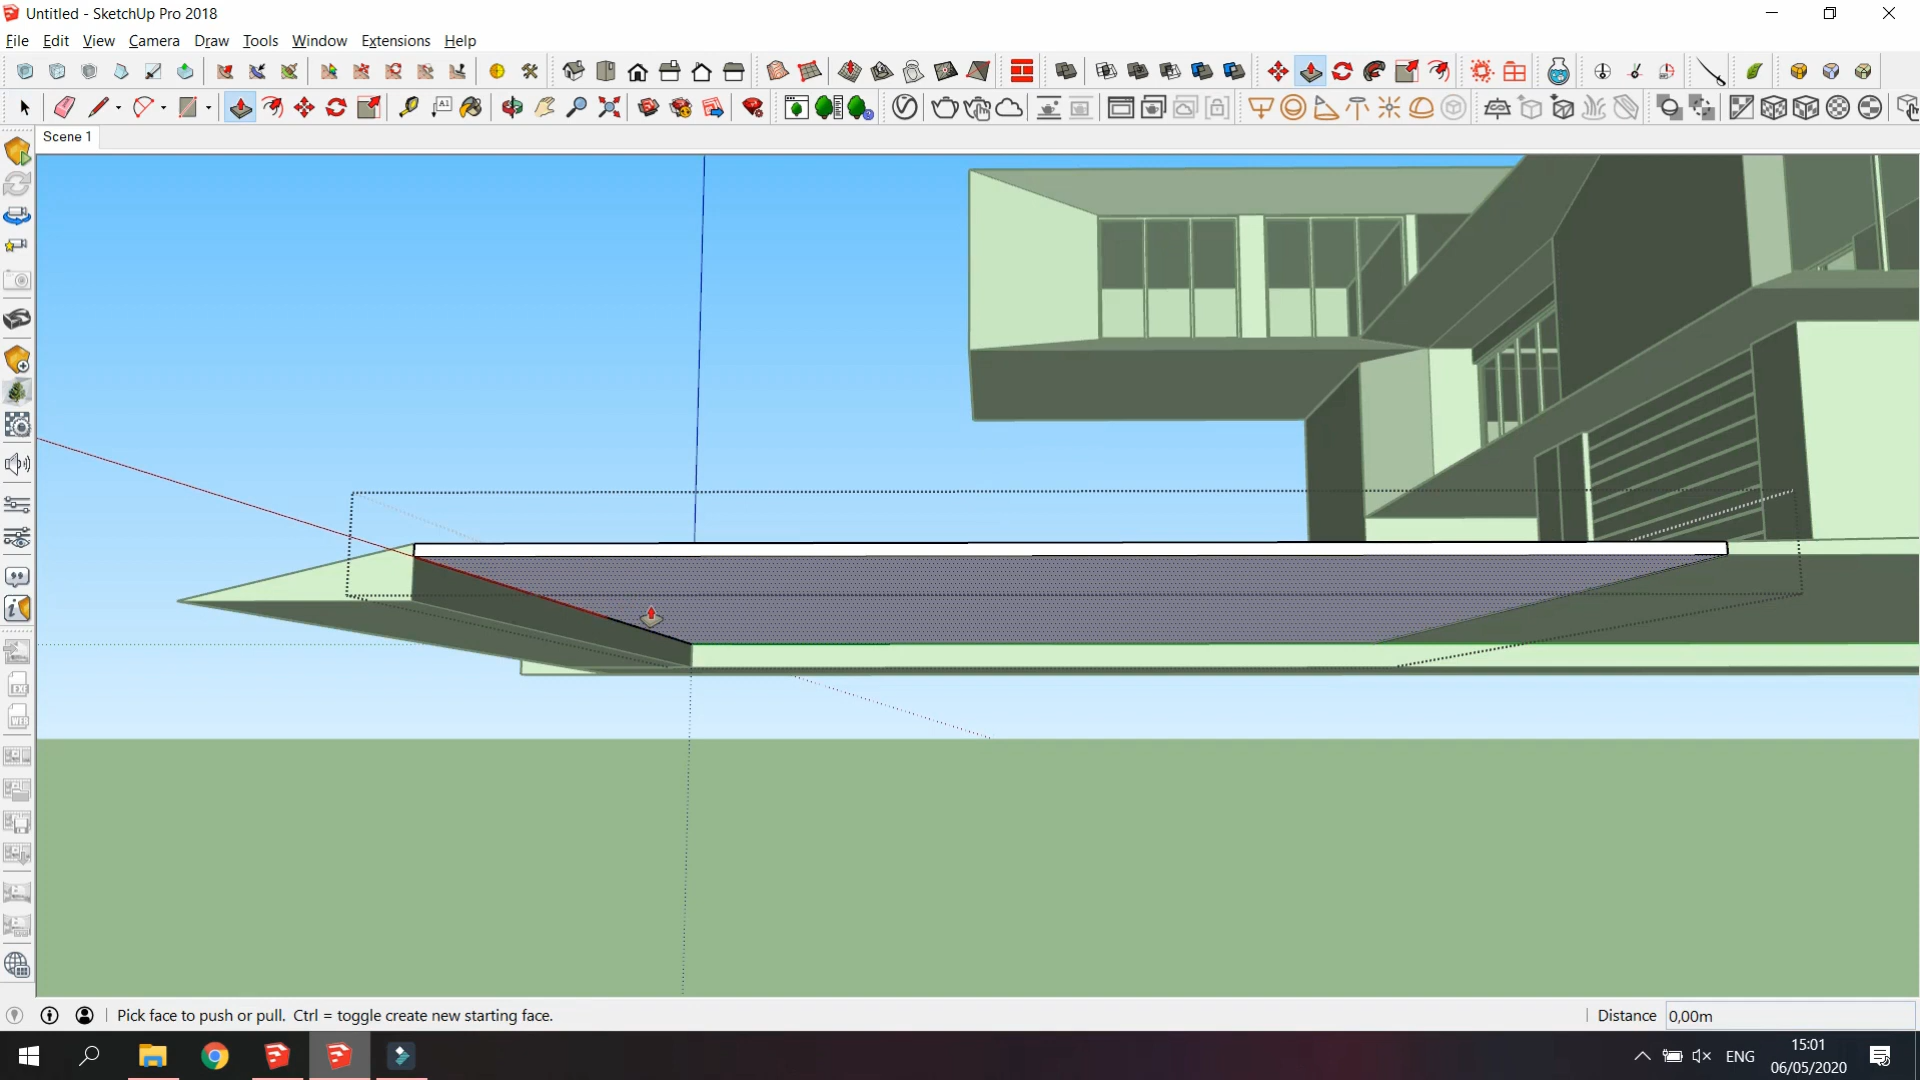 Untitled - SketchUp Pro 2018
File Edit View Camera Draw Tools Window Extensions Help
Scene 1
Pick face to push or pull. Ctrl = toggle create new starting face.
Distance 0,00m
ENG
15:01
06/05/2020